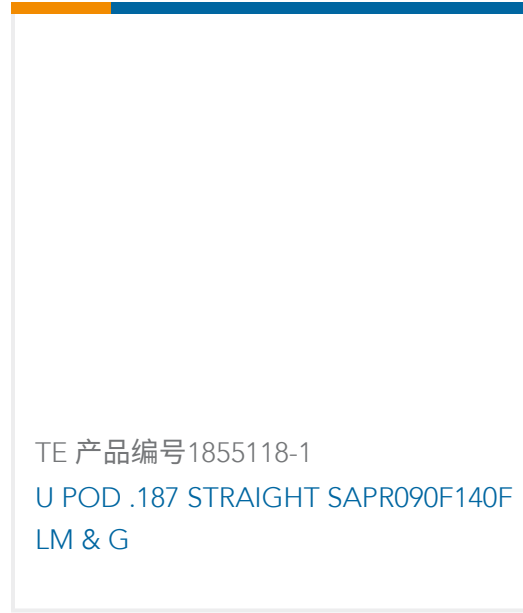 TE 产品编号1855118-1
U POD .187 STRAIGHT SAPR090F140F
LM & G